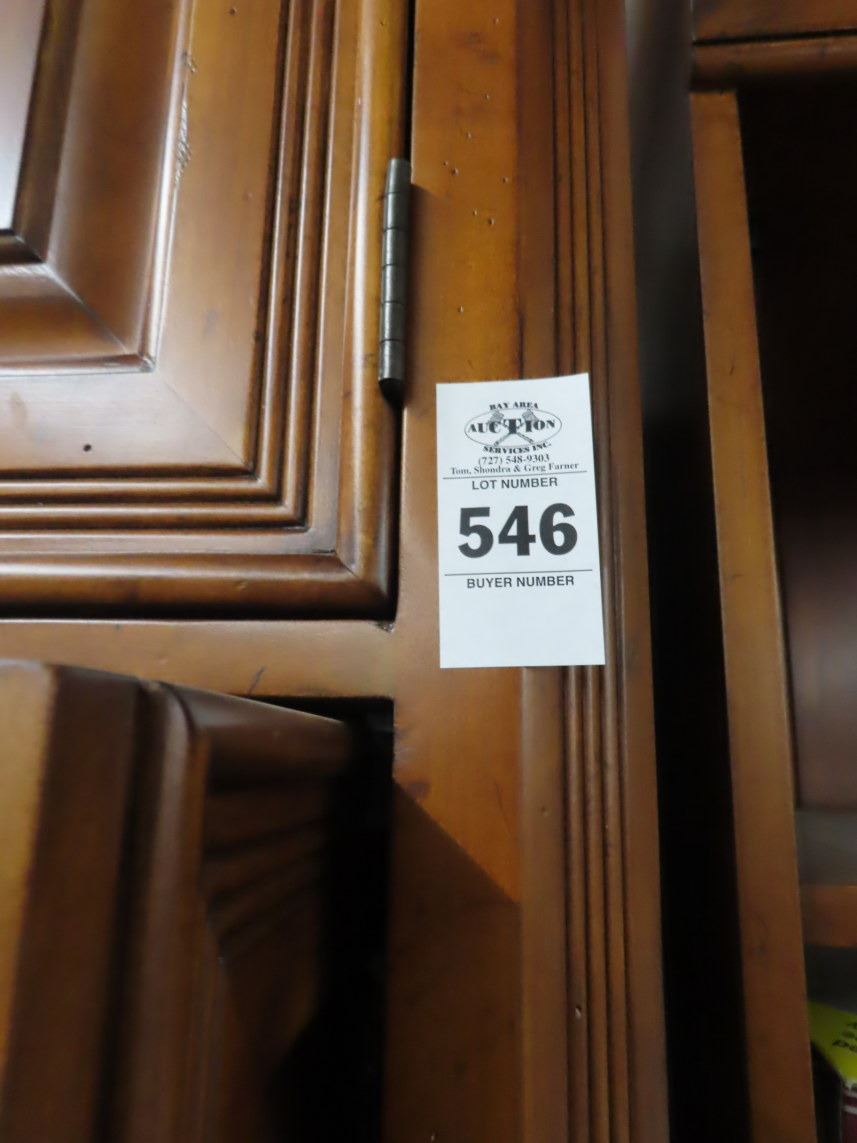 BAY AREA
AUCTION
SERVICES INC.
(727) 548-9303
Tom, Shondra & Greg Farner
LOT NUMBER
546
BUYER NUMBER